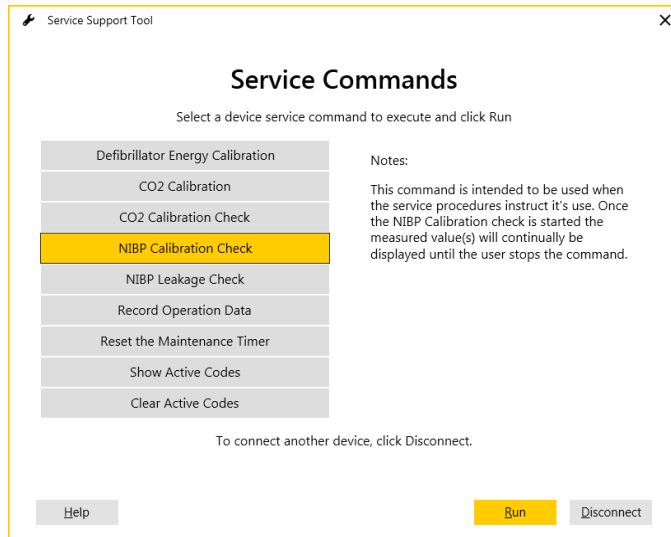 Service Support Tool
Service Commands
Select a device service command to execute and click Run
Defibrillator Energy Calibration
CO2 Calibration
CO2 Calibration Check
NIBP Calibration Check
NIBP Leakage Check
Record Operation Data
Reset the Maintenance Timer
Show Active Codes
Clear Active Codes
Notes:
This command is intended to be used when
the service procedures instruct it's use. Once
the NIBP Calibration check is started the
measured value(s) will continually be
displayed until the user stops the command.
To connect another device, click Disconnect.
Help
Run
Disconnect